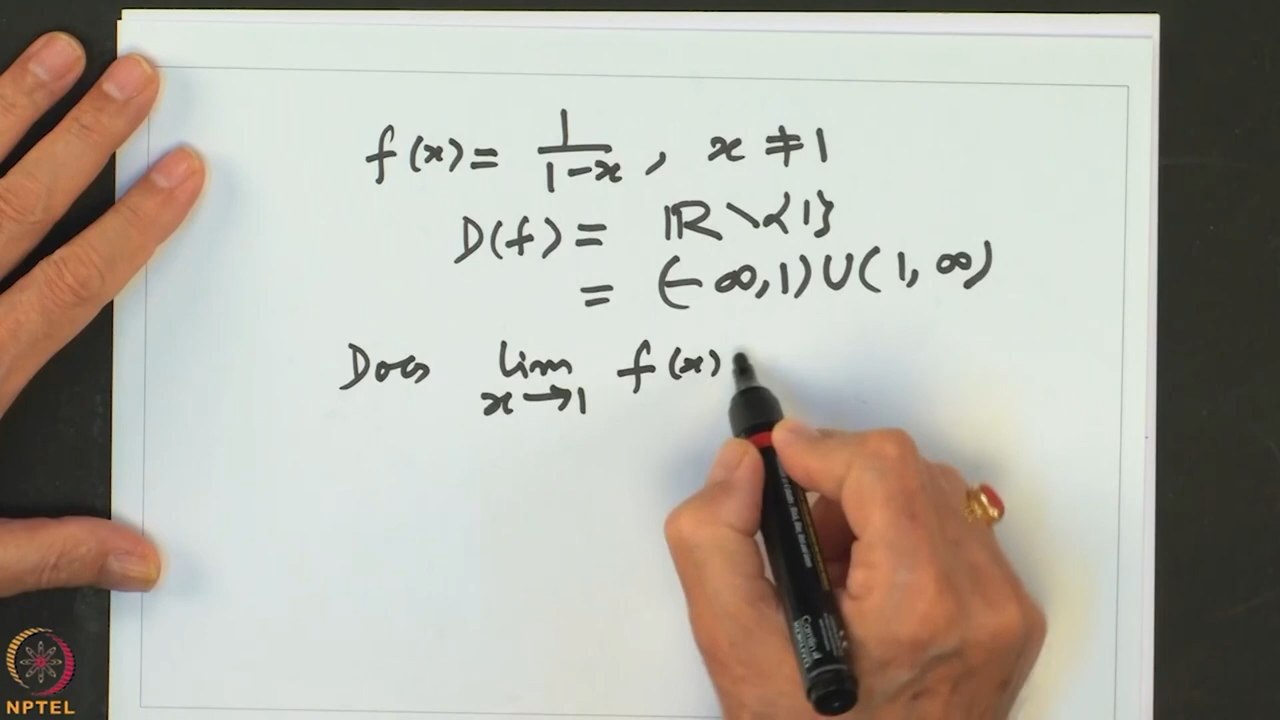 f(x) = 1/(1-x), x ≠ 1
D(f) = ℝ \ {1}
= (-∞, 1) ∪ (1, ∞)
Does lim x→1 f(x)
NPTEL